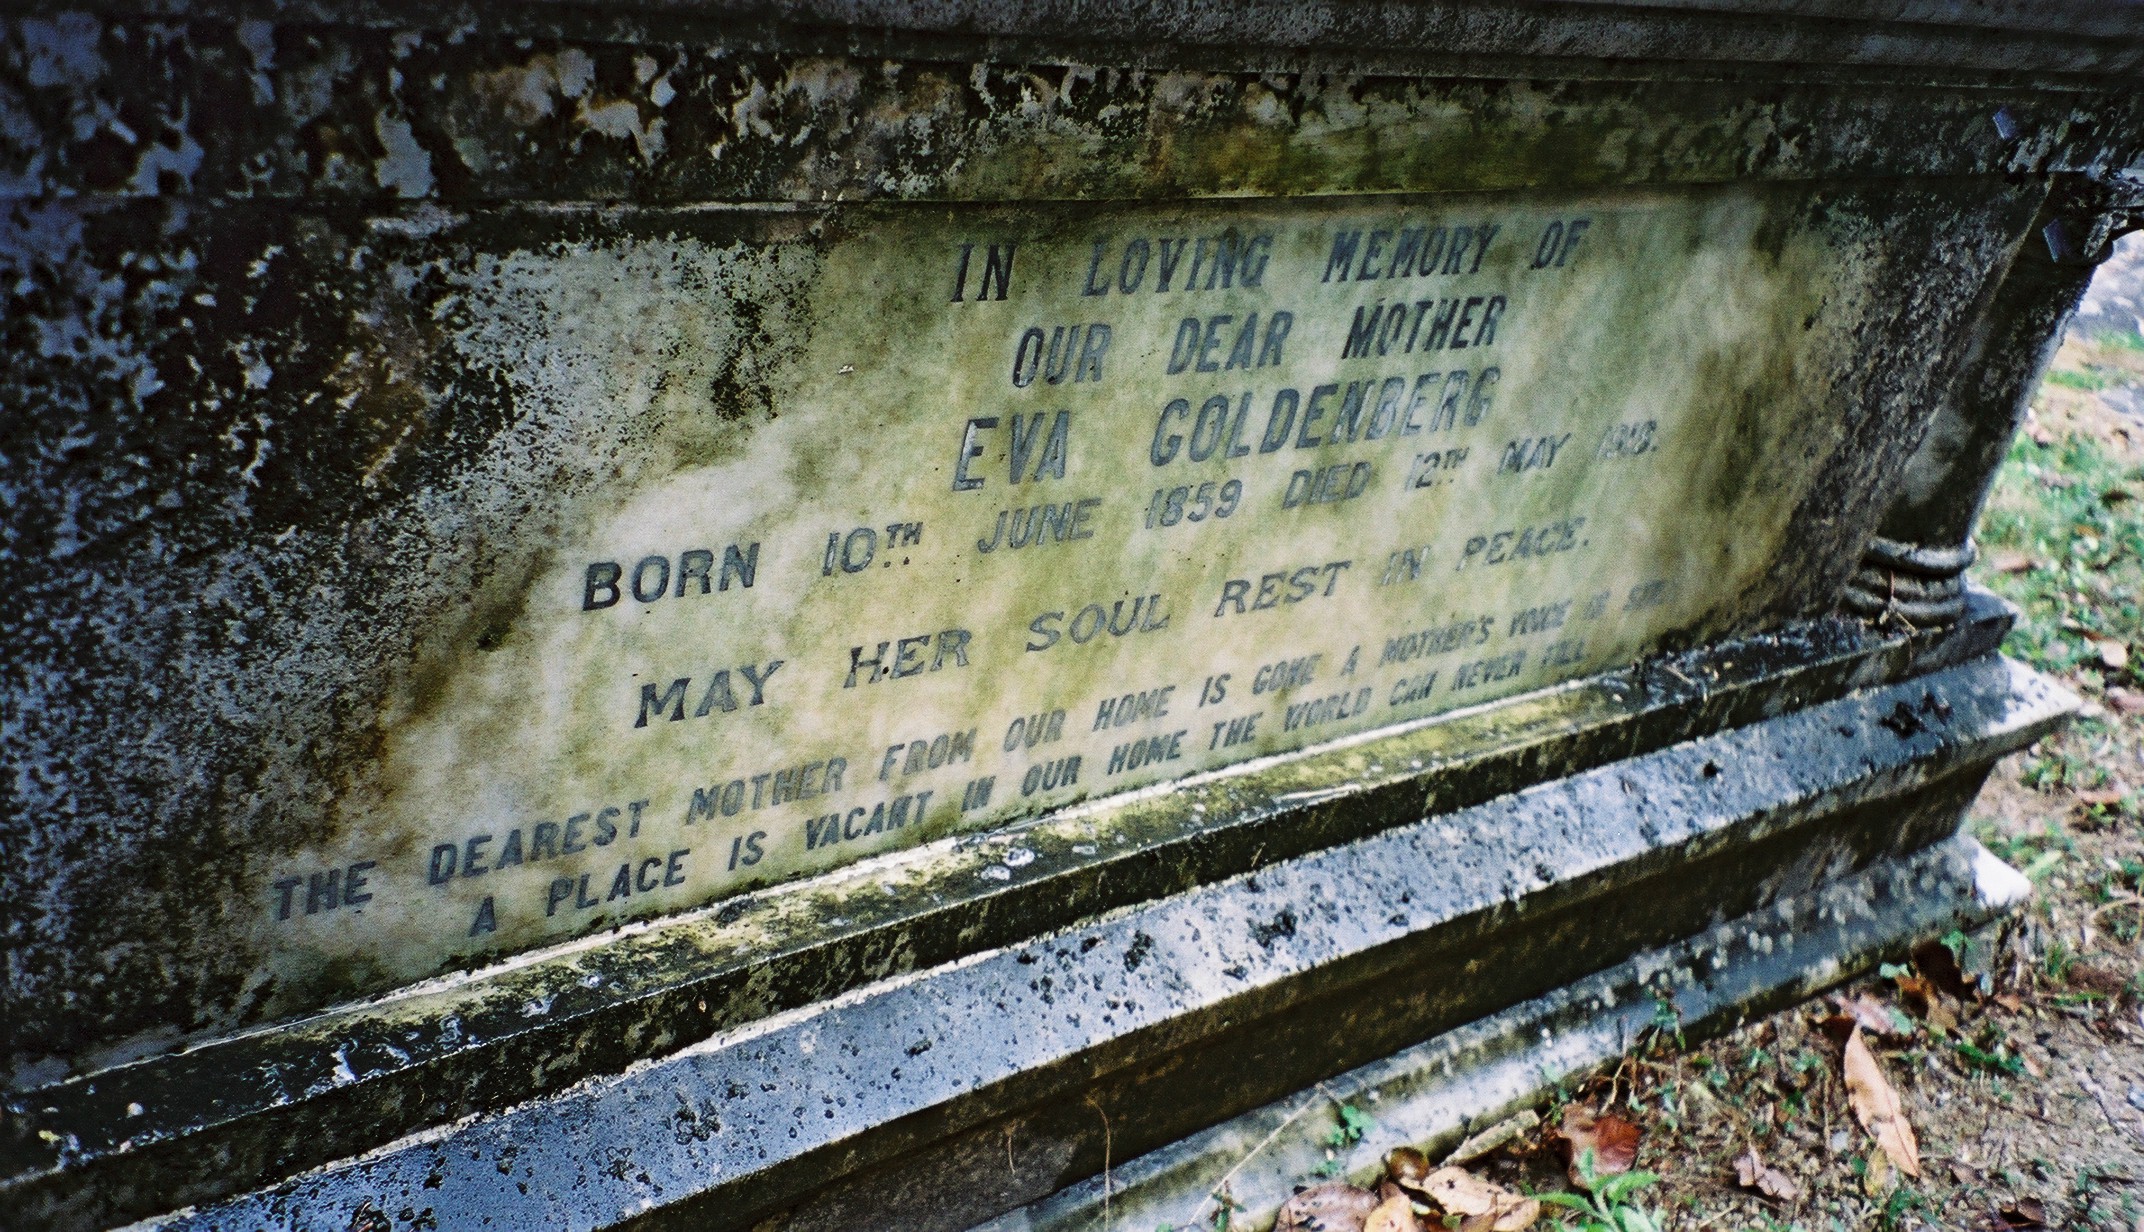 IN LOVING MEMORY OF
OUR DEAR MOTHER
EVA GOLDENBERG
BORN 10TH JUNE 1859 DIED 12TH MAY
MAY HER SOUL REST IN PEACE.
THE DEAREST MOTHER FROM OUR HOME IS GONE A MOTHER'S VOICE IS
A PLACE IS VACANT IN OUR HOME THE WORLD CAN NEVER FILL